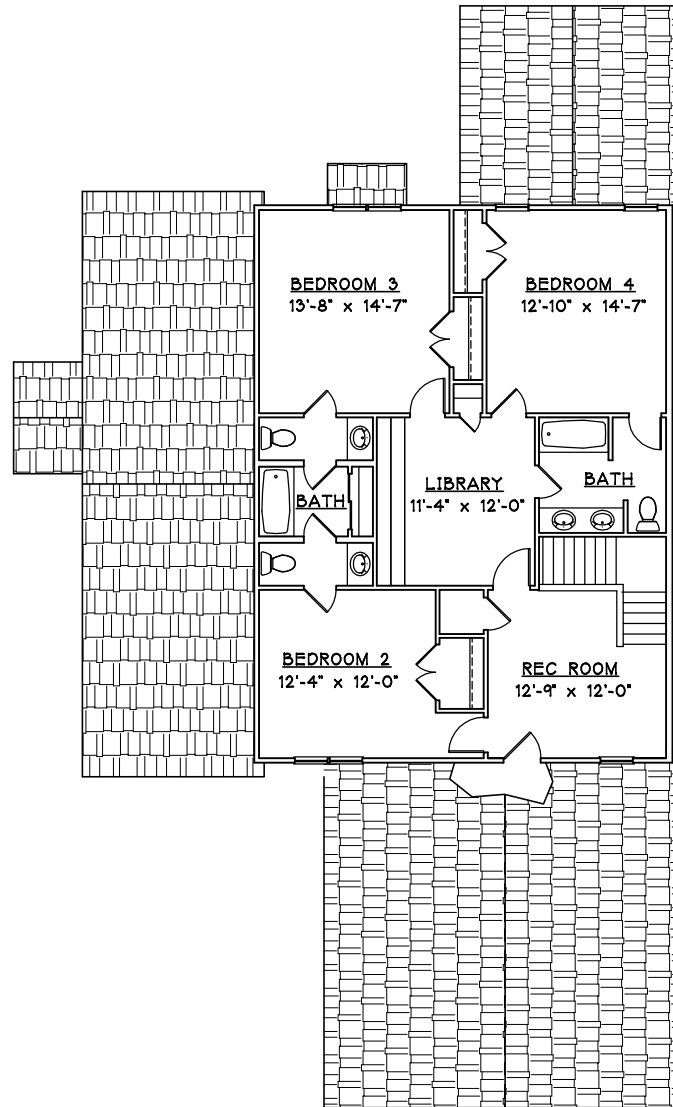 BEDROOM 3
13'-8" x 14'-7"
BEDROOM 4
12'-10" x 14'-7"
LIBRARY
11'-4" x 12'-0"
BATH
BATH
BEDROOM 2
12'-4" x 12'-0"
REC ROOM
12'-9" x 12'-0"